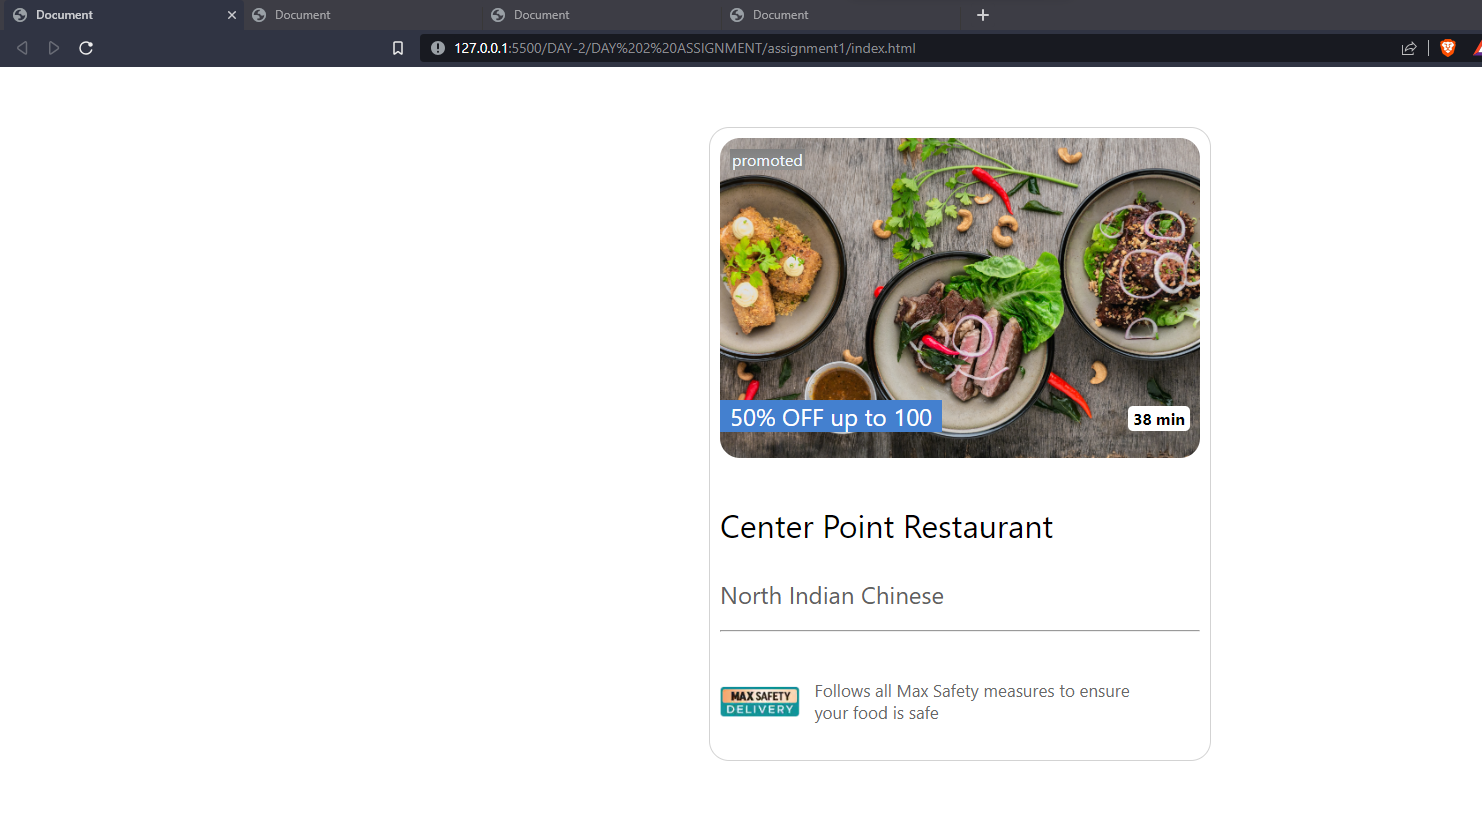 Document
Document
Document
Document
127.0.0.1:5500/DAY-2/DAY%202%20ASSIGNMENT/assignment1/index.html
promoted
50% OFF up to 100
38 min
Center Point Restaurant
North Indian Chinese
MAX SAFETY
DELIVERY
Follows all Max Safety measures to ensure
your food is safe